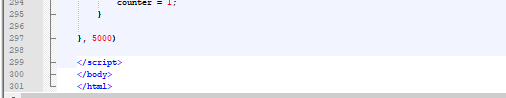 294 counter = 1;
295 }
296
297 }, 5000)
298
299 </script>
300 </body>
301 </html>